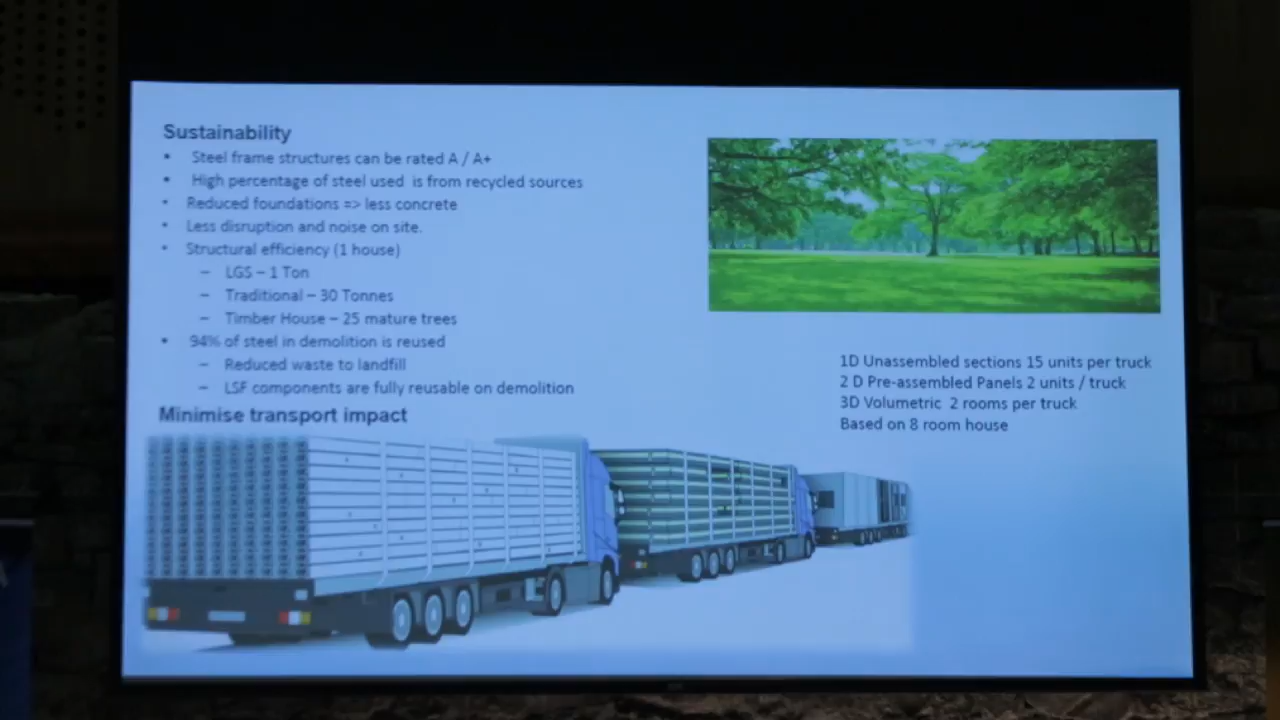 Sustainability
• Steel frame structures can be rated A / A+
• High percentage of steel used is from recycled sources
• Reduced foundations => less concrete
• Less disruption and noise on site.
• Structural efficiency (1 house)
– LGS – 1 Ton
– Traditional – 30 Tonnes
– Timber House – 25 mature trees
• 94% of steel in demolition is reused
– Reduced waste to landfill
– LSF components are fully reusable on demolition
Minimise transport impact
1D Unassembled sections 15 units per truck
2 D Pre-assembled Panels 2 units / truck
3D Volumetric 2 rooms per truck
Based on 8 room house